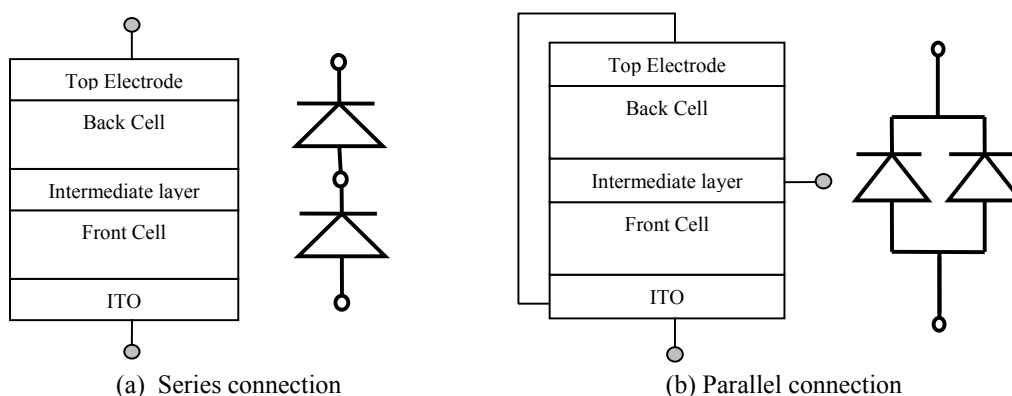 Top Electrode
Back Cell
Intermediate layer
Front Cell
ITO
(a) Series connection
Top Electrode
Back Cell
Intermediate layer
Front Cell
ITO
(b) Parallel connection